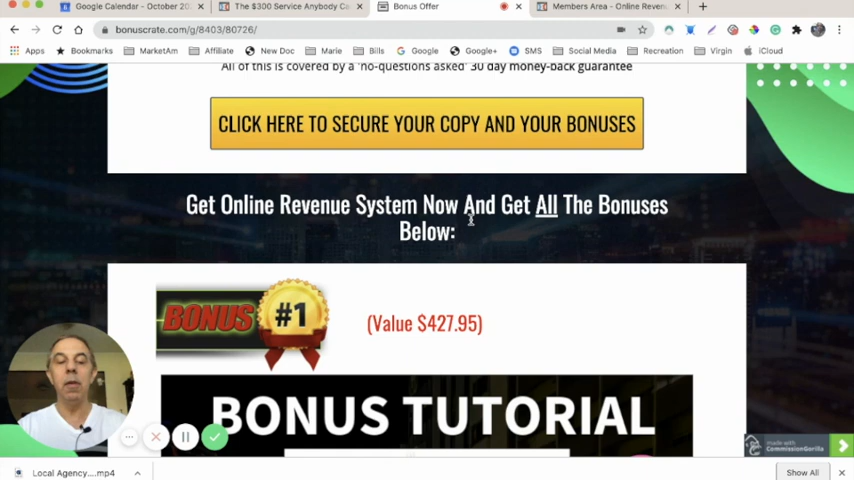 Google Calendar - October 20
The $300 Service Anybody Ca
Bonus Offer
Members Area - Online Revenu
bonuscrate.com/g/8403/80726/
Apps
Bookmarks
MarketAm
Affiliate
New Doc
Marie
Bills
Google
Google+
SMS
Social Media
Recreation
Virgin
iCloud
All of this is covered by a 'no-questions asked' 30 day money-back guarantee
CLICK HERE TO SECURE YOUR COPY AND YOUR BONUSES
Get Online Revenue System Now And Get All The Bonuses
Below:
BONUS #1
(Value $427.95)
BONUS TUTORIAL
made with
CommissionGorilla
Local Agency....mp4
Show All